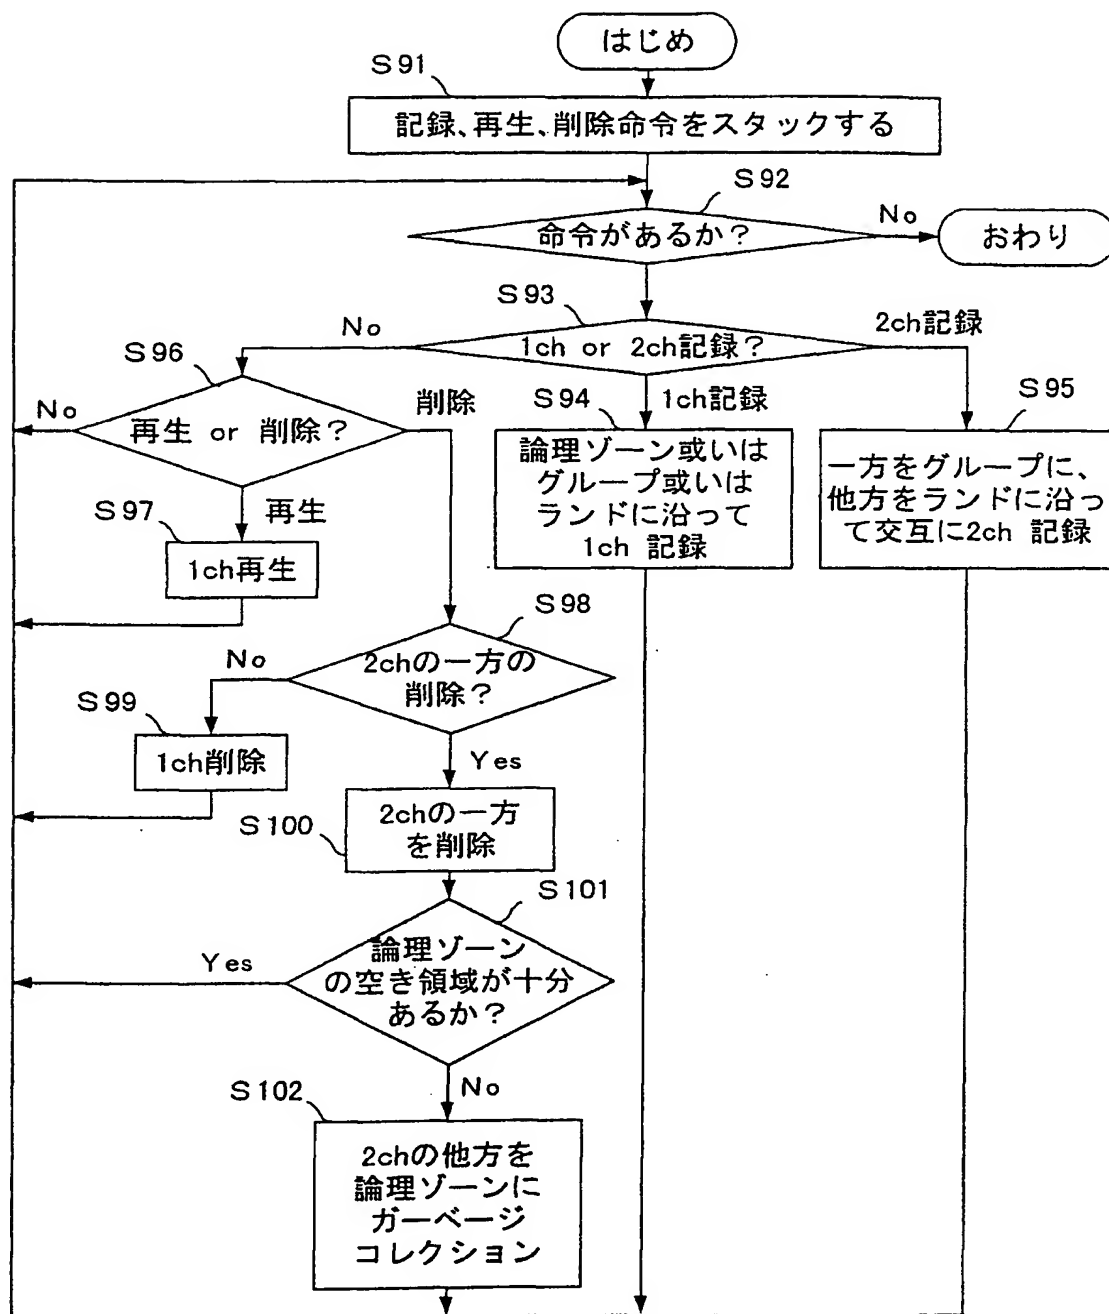 はじめ
S91
記録、再生、削除命令をスタックする
S92
命令があるか?
No
おわり
S93
No
1ch or 2ch記録?
2ch記録
S96
No
再生 or 削除?
削除
S94
1ch記録
S95
論理ゾーン或いは
グルーブ或いは
ランドに沿って
1ch 記録
一方をグルーブに、
他方をランドに沿っ
て交互に2ch 記録
S97
再生
1ch再生
S98
No
2chの一方の
削除?
S99
1ch削除
Yes
S100
2chの一方
を削除
S101
Yes
論理ゾーン
の空き領域が十分
あるか?
No
S102
2chの他方を
論理ゾーンに
ガーベージ
コレクション